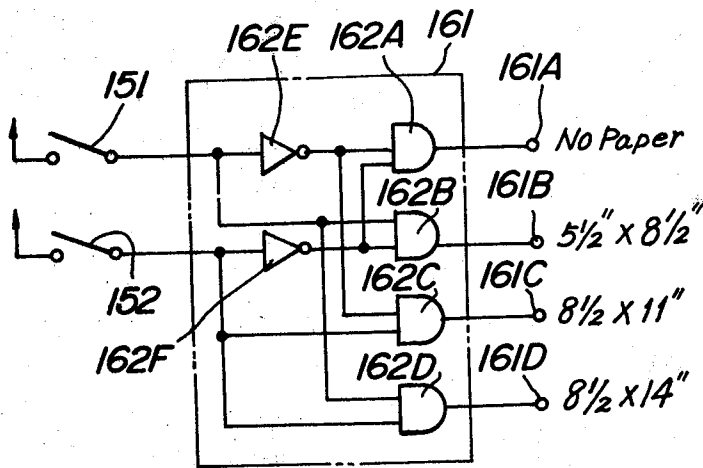 162E 162A 161
151 161A
No Paper
161B
162B
5½" X 8½"
162C 161C
152 8½ X 11"
162F 162D 161D
8½ X 14"